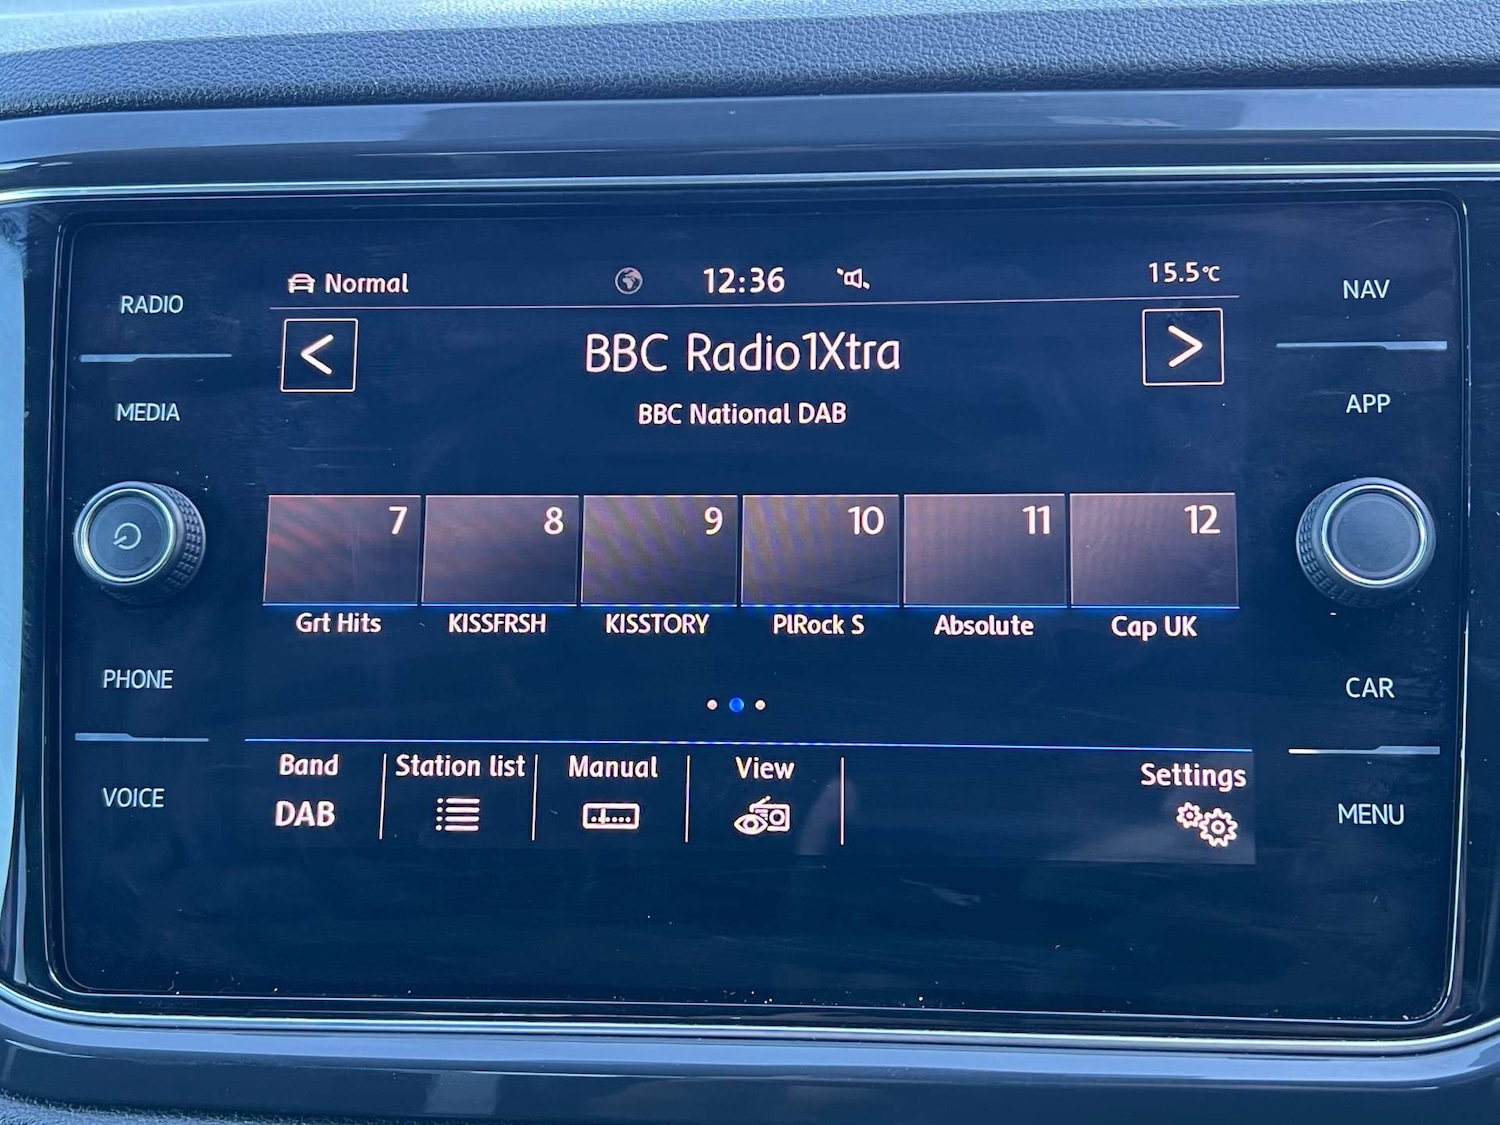 Normal 12:36 15.5°C
RADIO
NAV
< BBC Radio1Xtra >
MEDIA
BBC National DAB
APP
7 8 9 10 11 12
Grt Hits KISSFRSH KISSTORY PlRock S Absolute Cap UK
PHONE
CAR
Band Station list Manual View Settings
DAB
VOICE
MENU